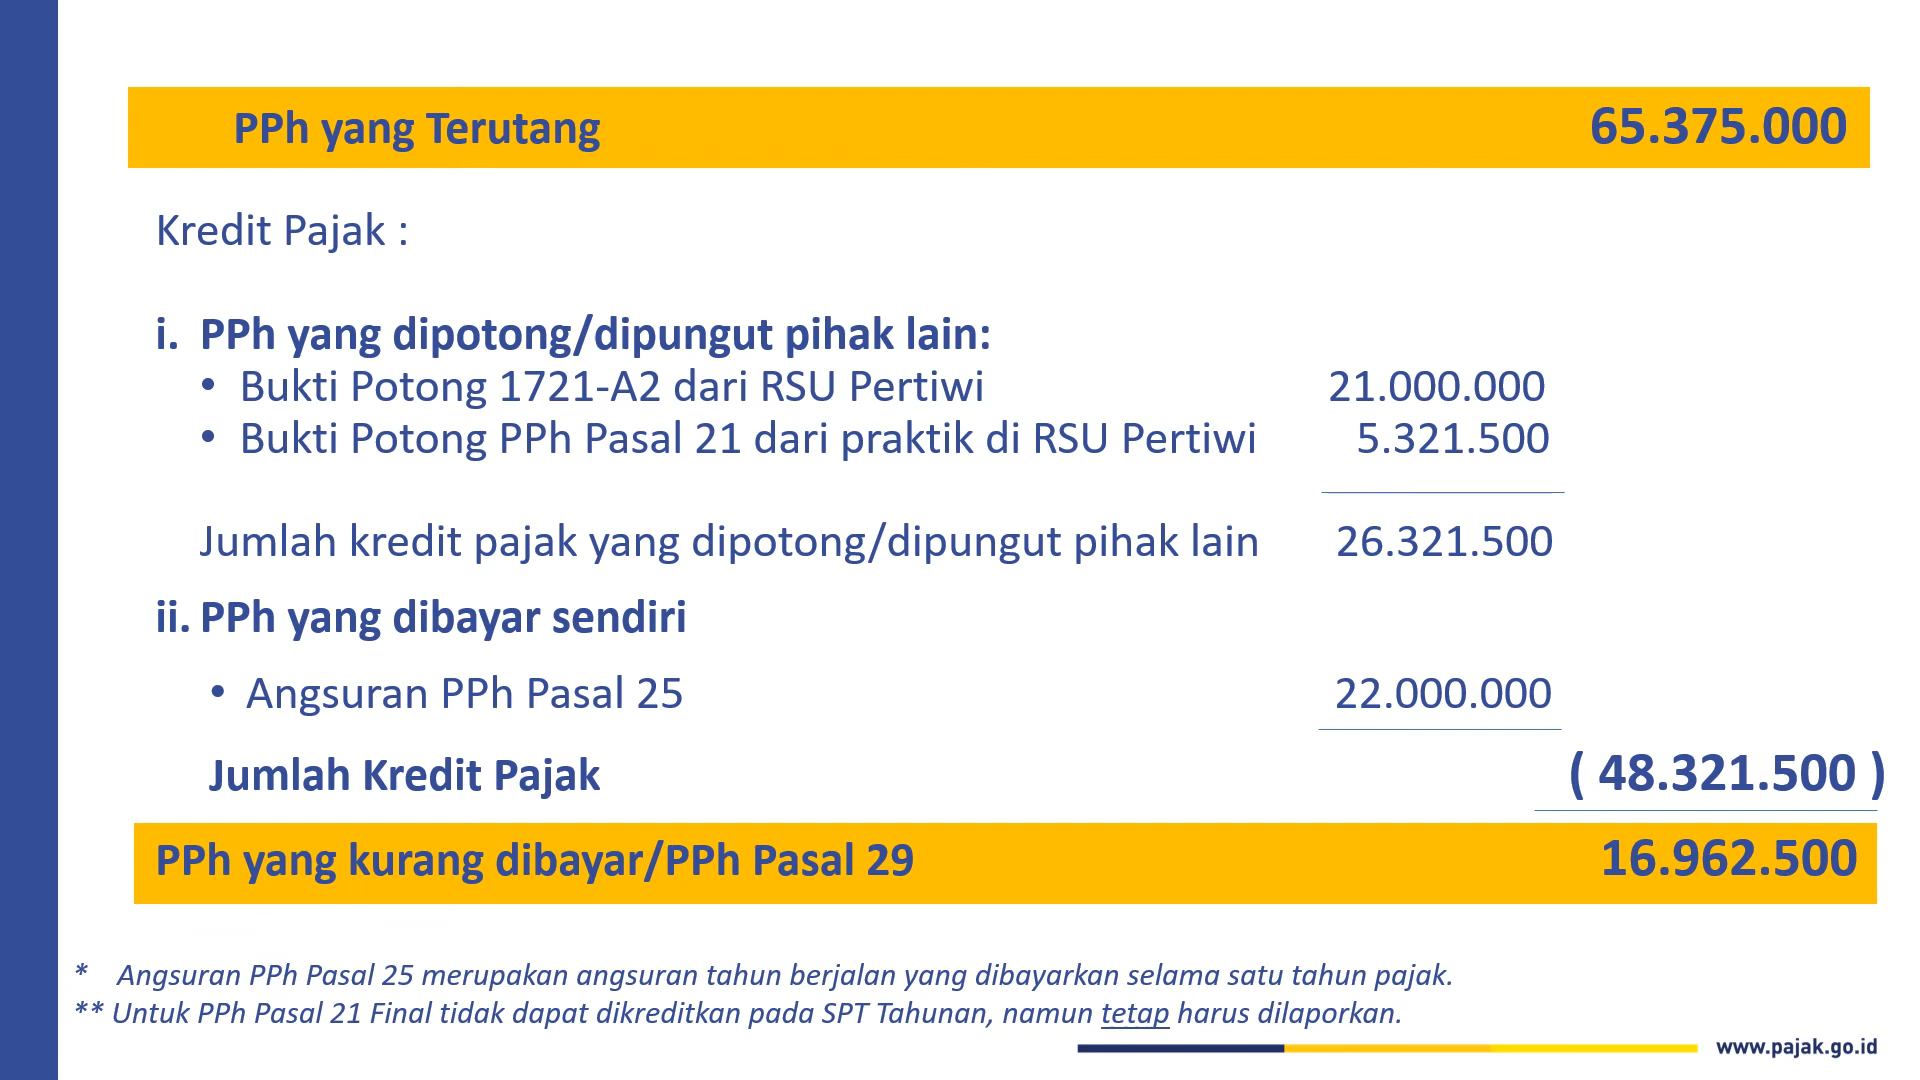 PPh yang Terutang 65.375.000
Kredit Pajak :
i. PPh yang dipotong/dipungut pihak lain:
• Bukti Potong 1721-A2 dari RSU Pertiwi 21.000.000
• Bukti Potong PPh Pasal 21 dari praktik di RSU Pertiwi 5.321.500
Jumlah kredit pajak yang dipotong/dipungut pihak lain 26.321.500
ii. PPh yang dibayar sendiri
• Angsuran PPh Pasal 25 22.000.000
Jumlah Kredit Pajak ( 48.321.500 )
PPh yang kurang dibayar/PPh Pasal 29 16.962.500
* Angsuran PPh Pasal 25 merupakan angsuran tahun berjalan yang dibayarkan selama satu tahun pajak.
** Untuk PPh Pasal 21 Final tidak dapat dikreditkan pada SPT Tahunan, namun tetap harus dilaporkan.
www.pajak.go.id